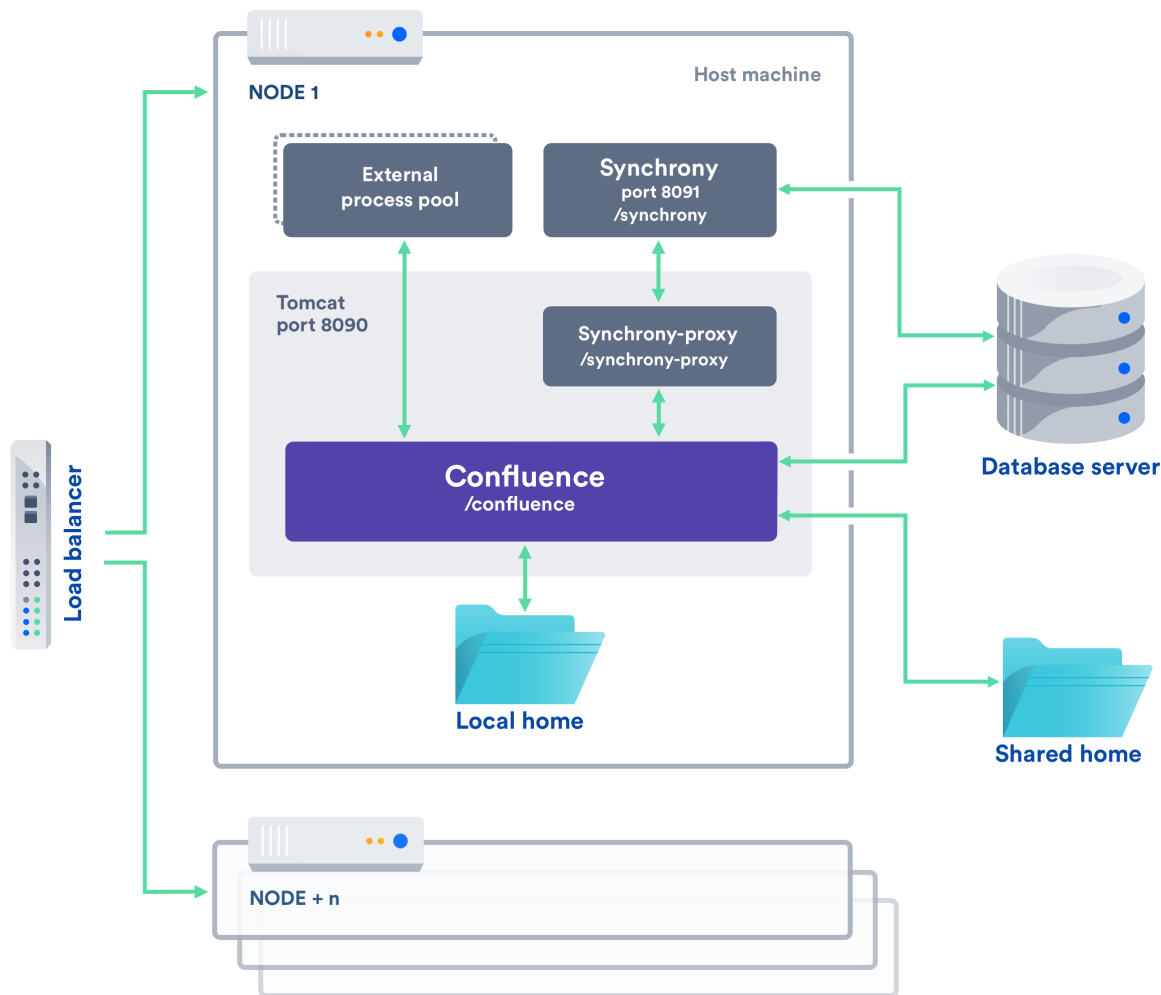 Host machine
NODE 1
External
process pool
Synchrony
port 8091
/synchrony
Tomcat
port 8090
Synchrony-proxy
/synchrony-proxy
Confluence
/confluence
Load balancer
Database server
Local home
Shared home
NODE + n